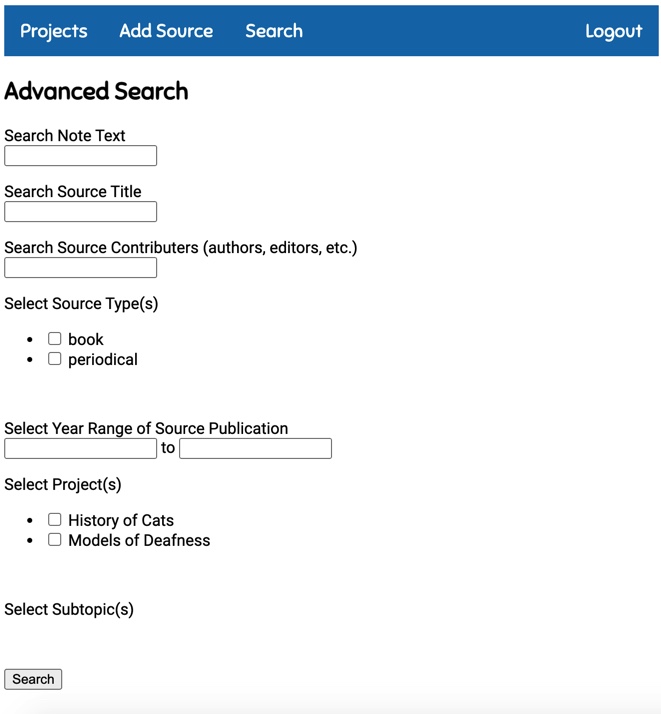 Projects Add Source Search Logout
Advanced Search
Search Note Text
Search Source Title
Search Source Contributers (authors, editors, etc.)
Select Source Type(s)
book
periodical
Select Year Range of Source Publication
to
Select Project(s)
History of Cats
Models of Deafness
Select Subtopic(s)
Search